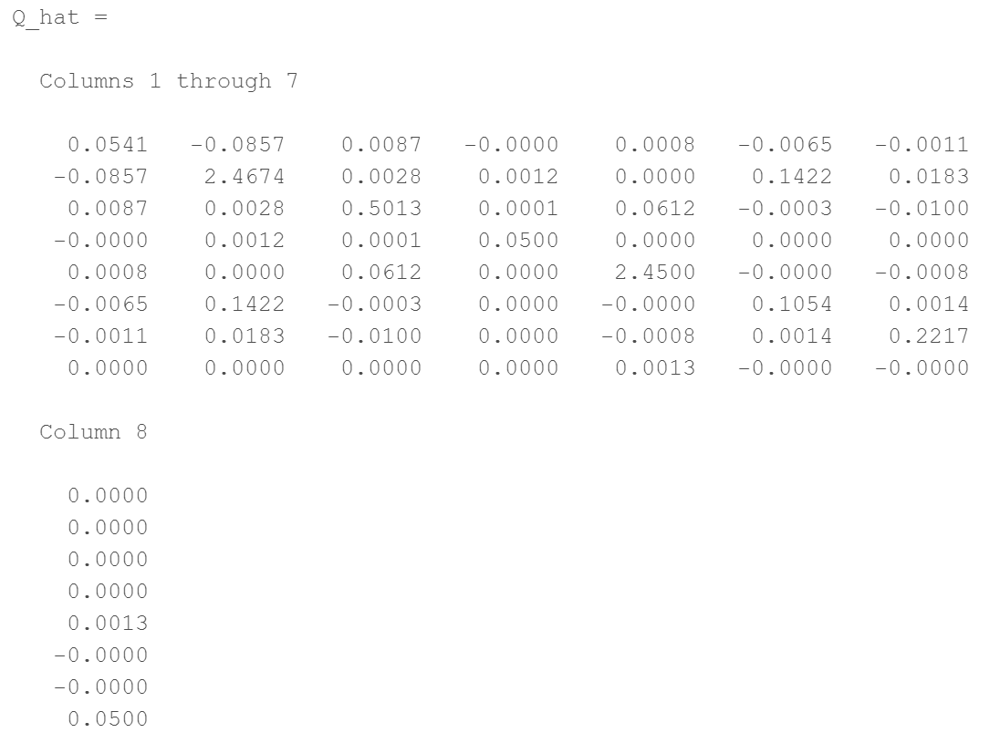 Q_hat =
Columns 1 through 7
0.0541 -0.0857 0.0087 -0.0000 0.0008 -0.0065 -0.0011
-0.0857 2.4674 0.0028 0.0012 0.0000 0.1422 0.0183
0.0087 0.0028 0.5013 0.0001 0.0612 -0.0003 -0.0100
-0.0000 0.0012 0.0001 0.0500 0.0000 0.0000 0.0000
0.0008 0.0000 0.0612 0.0000 2.4500 -0.0000 -0.0008
-0.0065 0.1422 -0.0003 0.0000 -0.0000 0.1054 0.0014
-0.0011 0.0183 -0.0100 0.0000 -0.0008 0.0014 0.2217
0.0000 0.0000 0.0000 0.0000 0.0013 -0.0000 -0.0000
Column 8
0.0000
0.0000
0.0000
0.0000
0.0013
-0.0000
-0.0000
0.0500